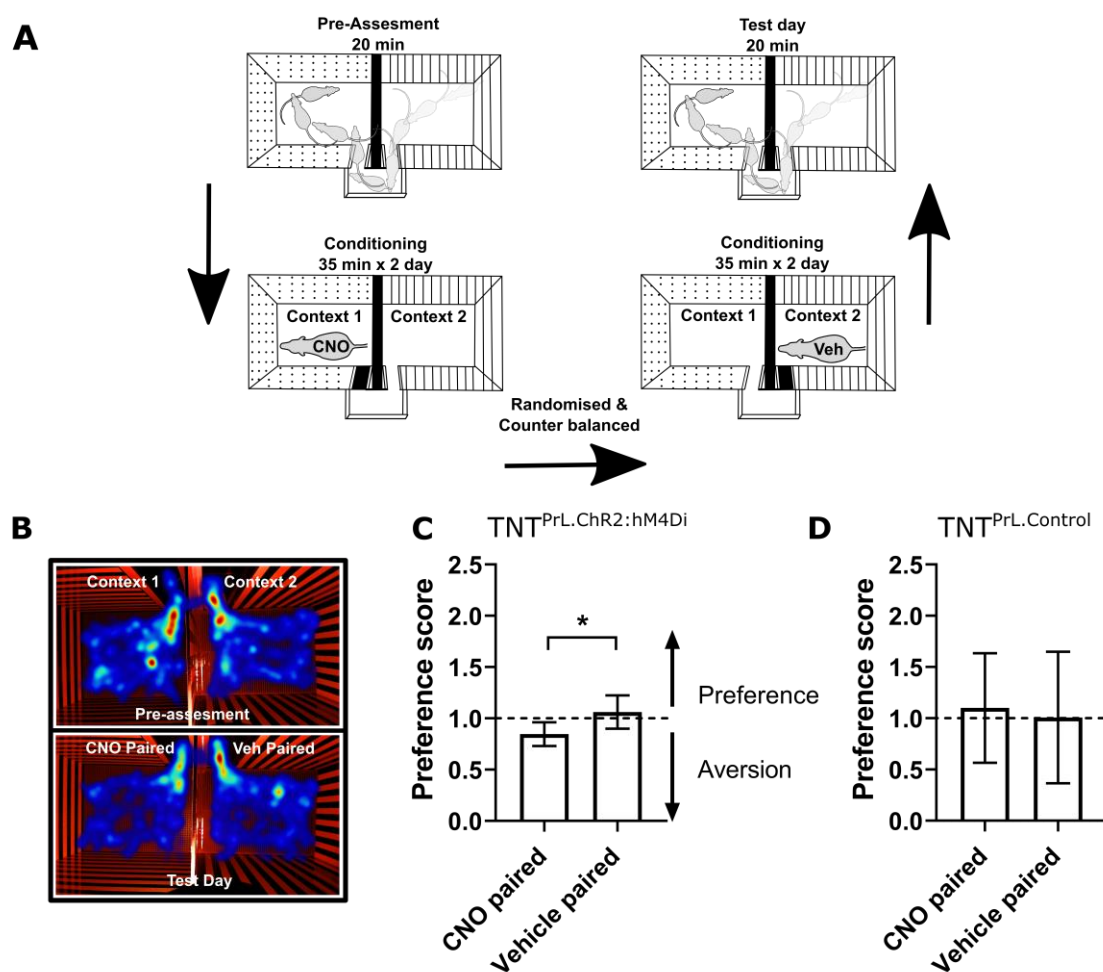 A
Pre-Assesment
20 min
Test day
20 min
Conditioning
35 min x 2 day
Context 1
Context 2
CNO
Conditioning
35 min x 2 day
Context 1
Context 2
Veh
Randomised &
Counter balanced
B
Context 1
Context 2
Pre-assesment
CNO Paired
Veh Paired
Test Day
C
TNT^PrL.ChR2:hM4Di
Preference score
2.5
2.0
1.5
1.0
0.5
0.0
*
Preference
Aversion
CNO paired
Vehicle paired
D
TNT^PrL.Control
Preference score
2.5
2.0
1.5
1.0
0.5
0.0
CNO paired
Vehicle paired